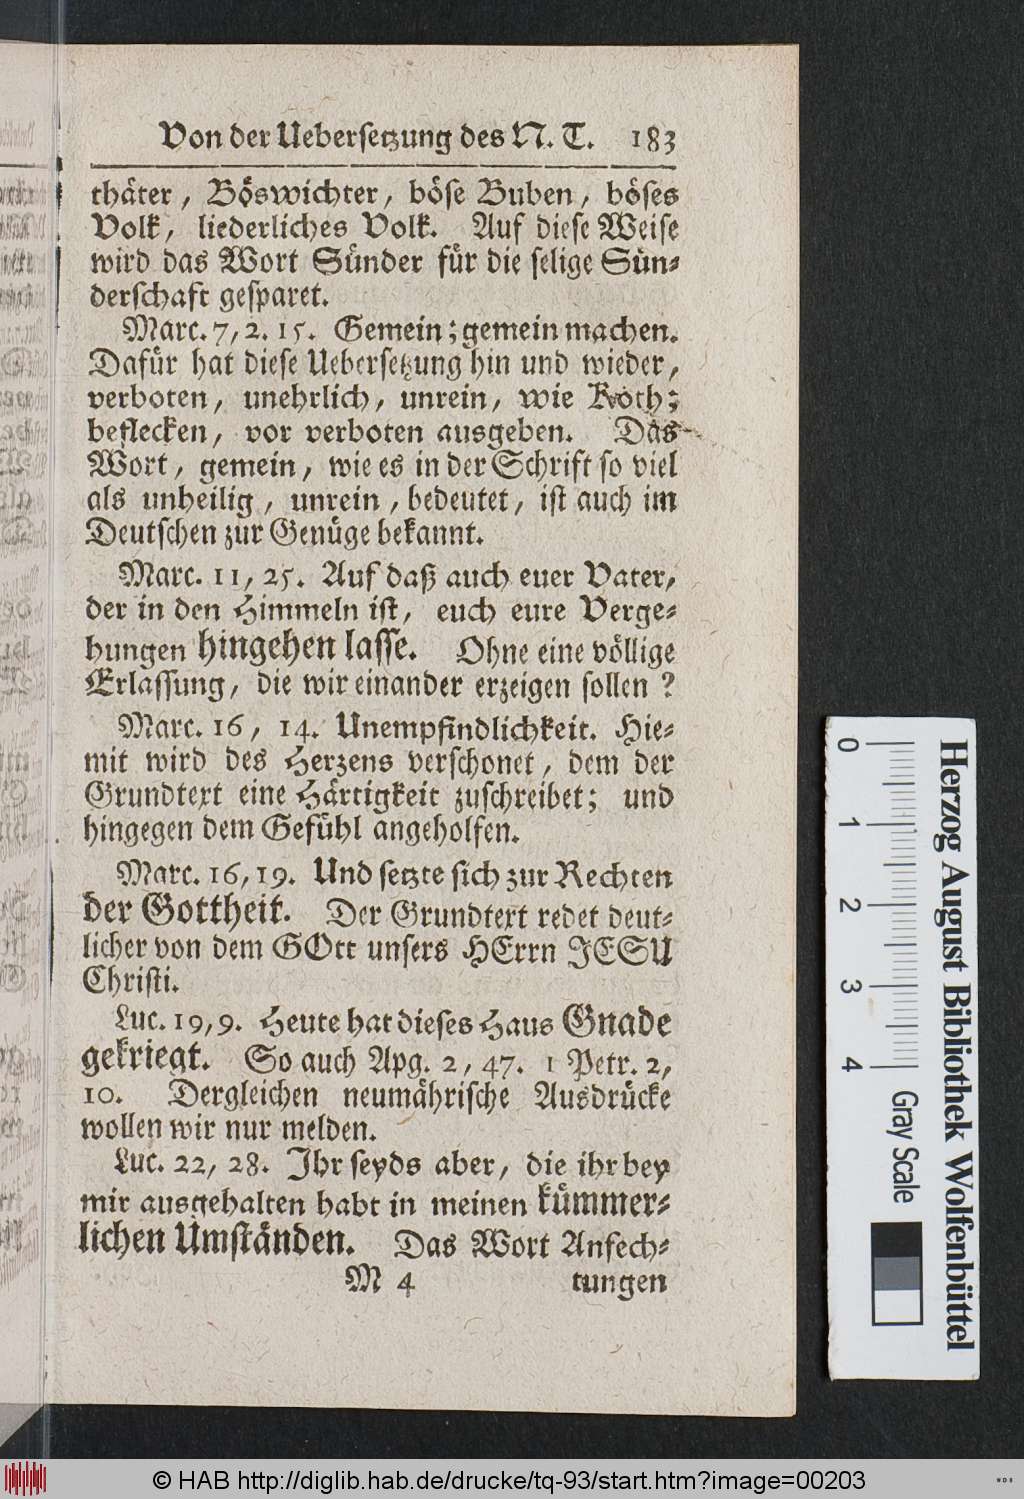 Von der Uebersetzung des N. T. 183
thäter, Böswichter, böse Buben, böses
Volk, liederliches Volk. Auf diese Weise
wird das Wort Sünder für die selige Sün-
derschaft gesparet.
Marc. 7, 2. 15. Gemein; gemein machen.
Dafür hat diese Uebersetzung hin und wieder,
verboten, unehrlich, unrein, wie Koth;
beflecken, vor verboten ausgeben. Das
Wort, gemein, wie es in der Schrift so viel
als unheilig, unrein, bedeutet, ist auch im
Deutschen zur Genüge bekannt.
Marc. 11, 25. Auf daß auch euer Vater,
der in den Himmeln ist, euch eure Verge-
hungen hingehen lasse. Ohne eine völlige
Erlassung, die wir einander erzeigen sollen?
Marc. 16, 14. Unempfindlichkeit. Hie-
mit wird des Herzens verschonet, dem der
Grundtext eine Härtigkeit zuschreibet; und
hingegen dem Gefühl angeholfen.
Marc. 16, 19. Und setzte sich zur Rechten
der Gottheit. Der Grundtext redet deut-
licher von dem GOtt unsers HErrn JESU
Christi.
Luc. 19, 9. Heute hat dieses Haus Gnade
gekriegt. So auch Apg. 2, 47. 1 Petr. 2,
10. Dergleichen neumährische Ausdrücke
wollen wir nur melden.
Luc. 22, 28. Ihr seyds aber, die ihr bey
mir ausgehalten habt in meinen kümmer-
lichen Umständen. Das Wort Anfech-
M 4 tungen
Herzog August Bibliothek Wolfenbüttel
0 1 2 3 4
Gray Scale
© HAB http://diglib.hab.de/drucke/tq-93/start.htm?image=00203